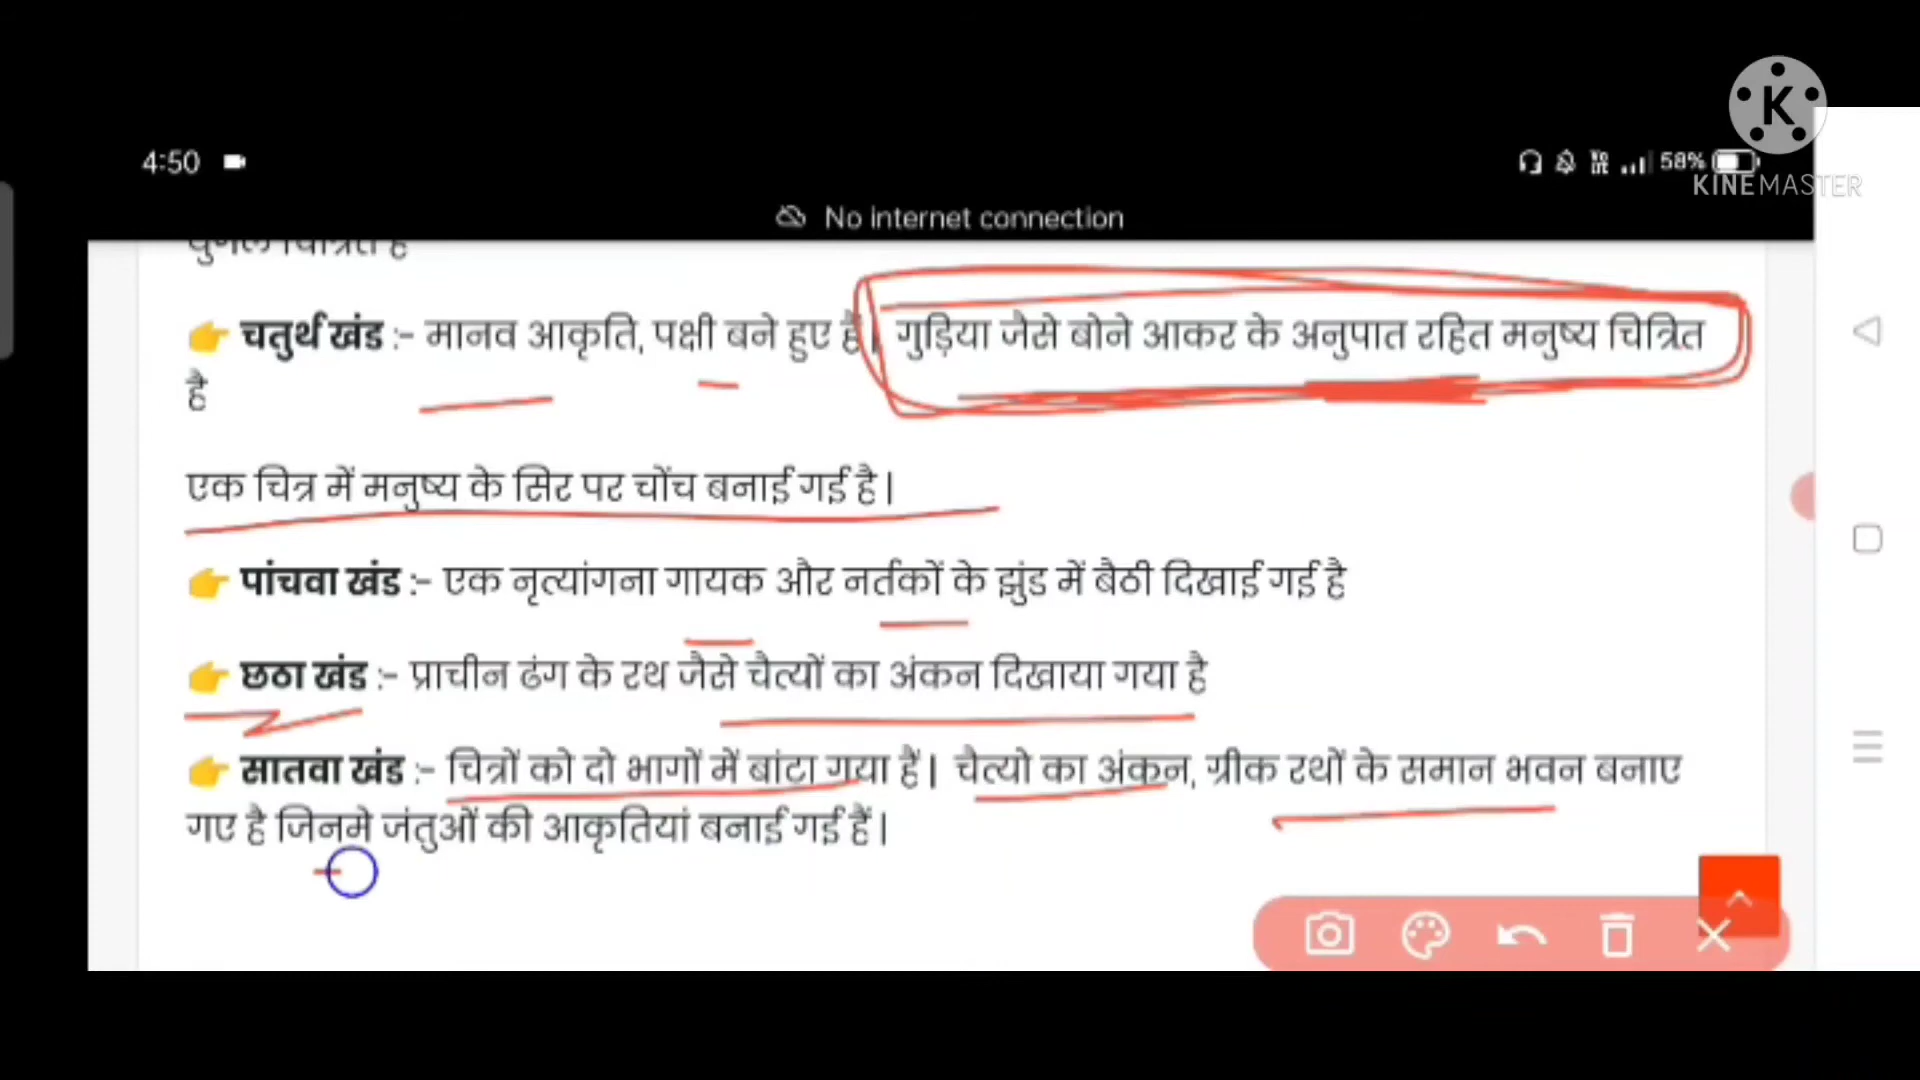 4:50
58%
K
KINEMASTER
No internet connection
चित्रित है
चतुर्थ खंड :- मानव आकृति, पक्षी बने हुए है| गुड़िया जैसे बोने आकर के अनुपात रहित मनुष्य चित्रित
है
एक चित्र में मनुष्य के सिर पर चोंच बनाई गई है|
पांचवा खंड :- एक नृत्यांगना गायक और नर्तकों के झुंड में बैठी दिखाई गई है
छठा खंड :- प्राचीन ढंग के रथ जैसे चैत्यों का अंकन दिखाया गया है
सातवा खंड :- चित्रों को दो भागों में बांटा गया हैं| चैत्यो का अंकन, ग्रीक रथों के समान भवन बनाए
गए है जिनमे जंतुओं की आकृतियां बनाई गई हैं|